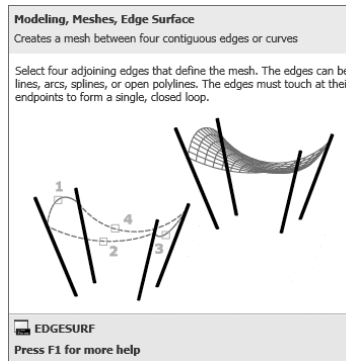 Modeling, Meshes, Edge Surface
Creates a mesh between four contiguous edges or curves
Select four adjoining edges that define the mesh. The edges can be
lines, arcs, splines, or open polylines. The edges must touch at thei
endpoints to form a single, closed loop.
1
4
2
3
EDGESURF
Press F1 for more help